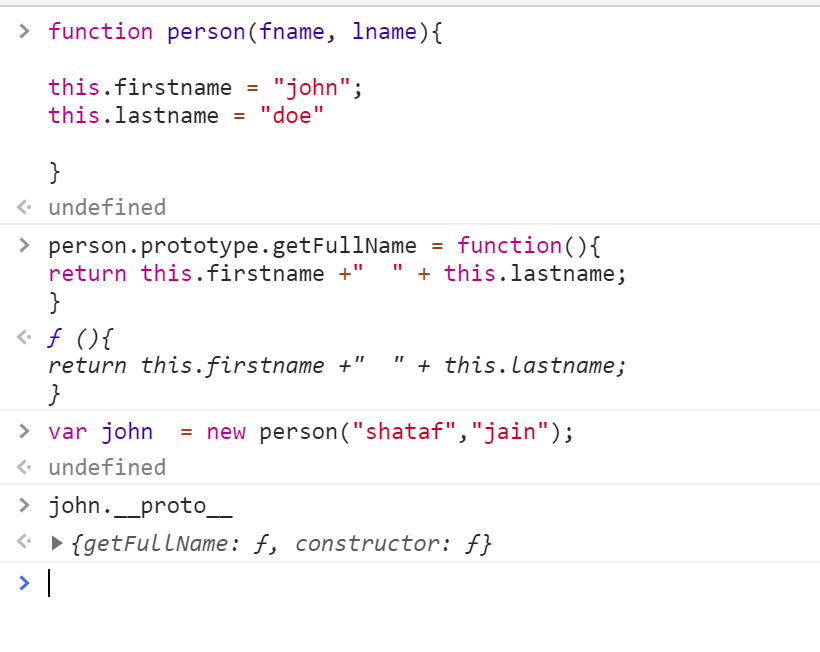 > function person(fname, lname){
this.firstname = "john";
this.lastname = "doe"
}
<· undefined
> person.prototype.getFullName = function(){
return this.firstname +"  " + this.lastname;
}
<· ƒ (){
return this.firstname +"  " + this.lastname;
}
> var john  = new person("shataf","jain");
<· undefined
> john.__proto__
<· ▶ {getFullName: ƒ, constructor: ƒ}
>